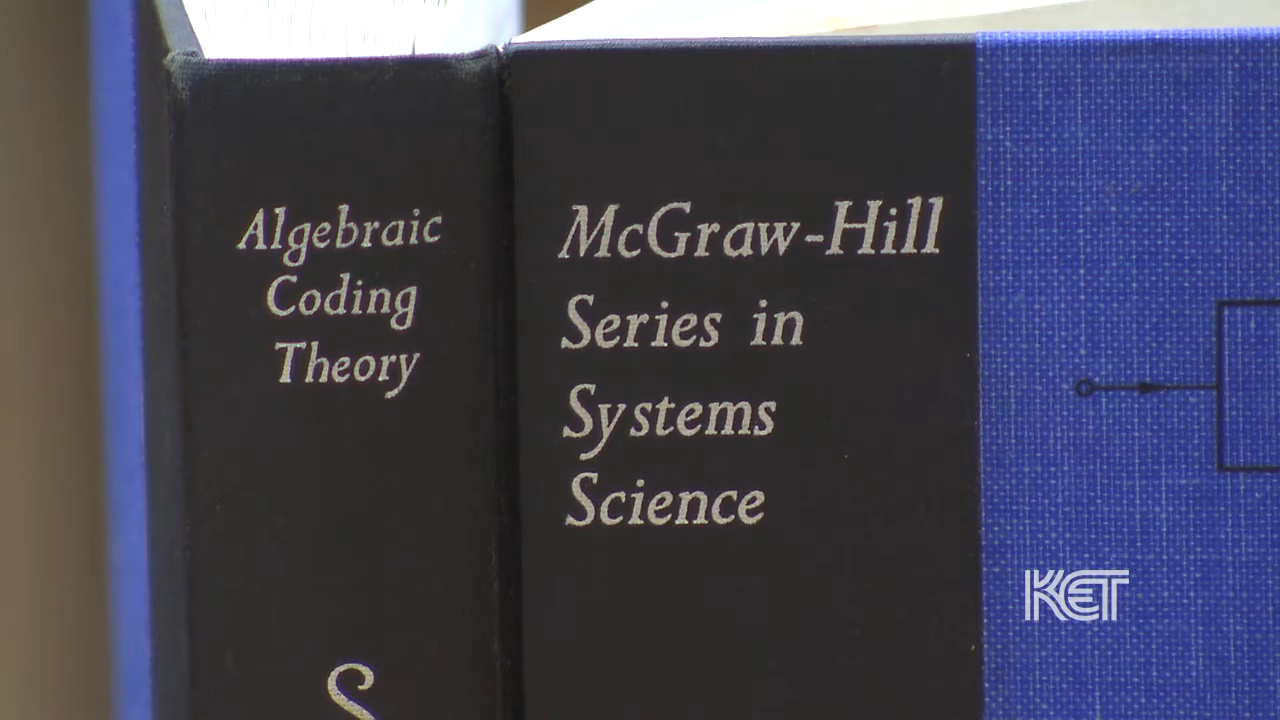 Algebraic
Coding
Theory
S
McGraw-Hill
Series in
Systems
Science
KET